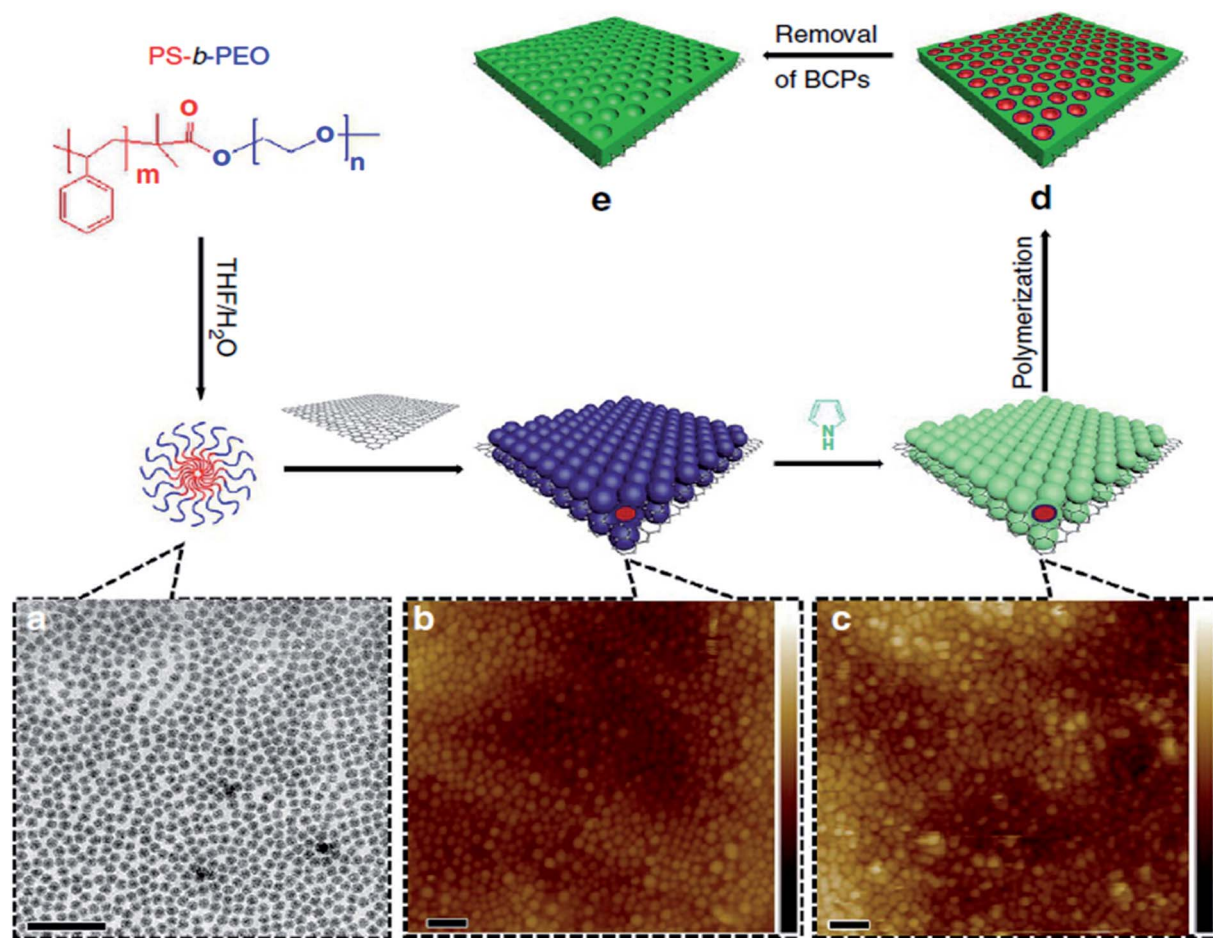 PS-b-PEO
O
O
O
m
n
THF/H2O
Removal
of BCPs
e
d
Polymerization
N
H
a
b
c